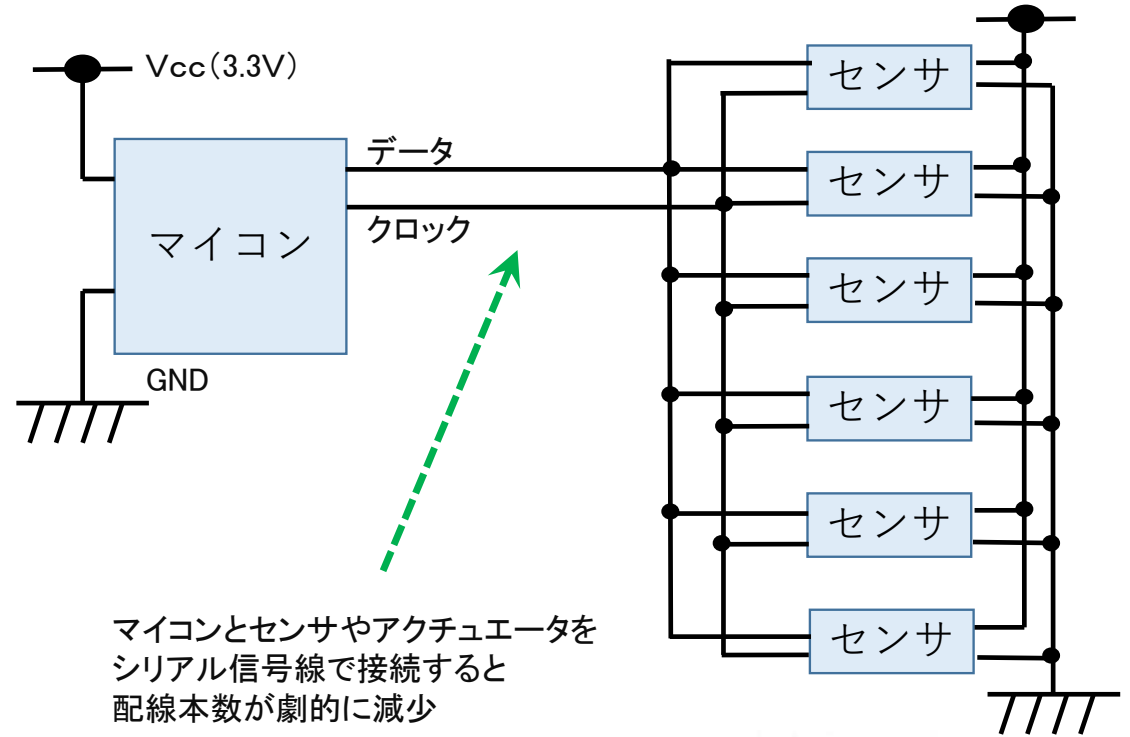 Vcc(3.3V)
センサ
データ
センサ
クロック
マイコン
センサ
GND
センサ
センサ
センサ
マイコンとセンサやアクチュエータを
シリアル信号線で接続すると
配線本数が劇的に減少